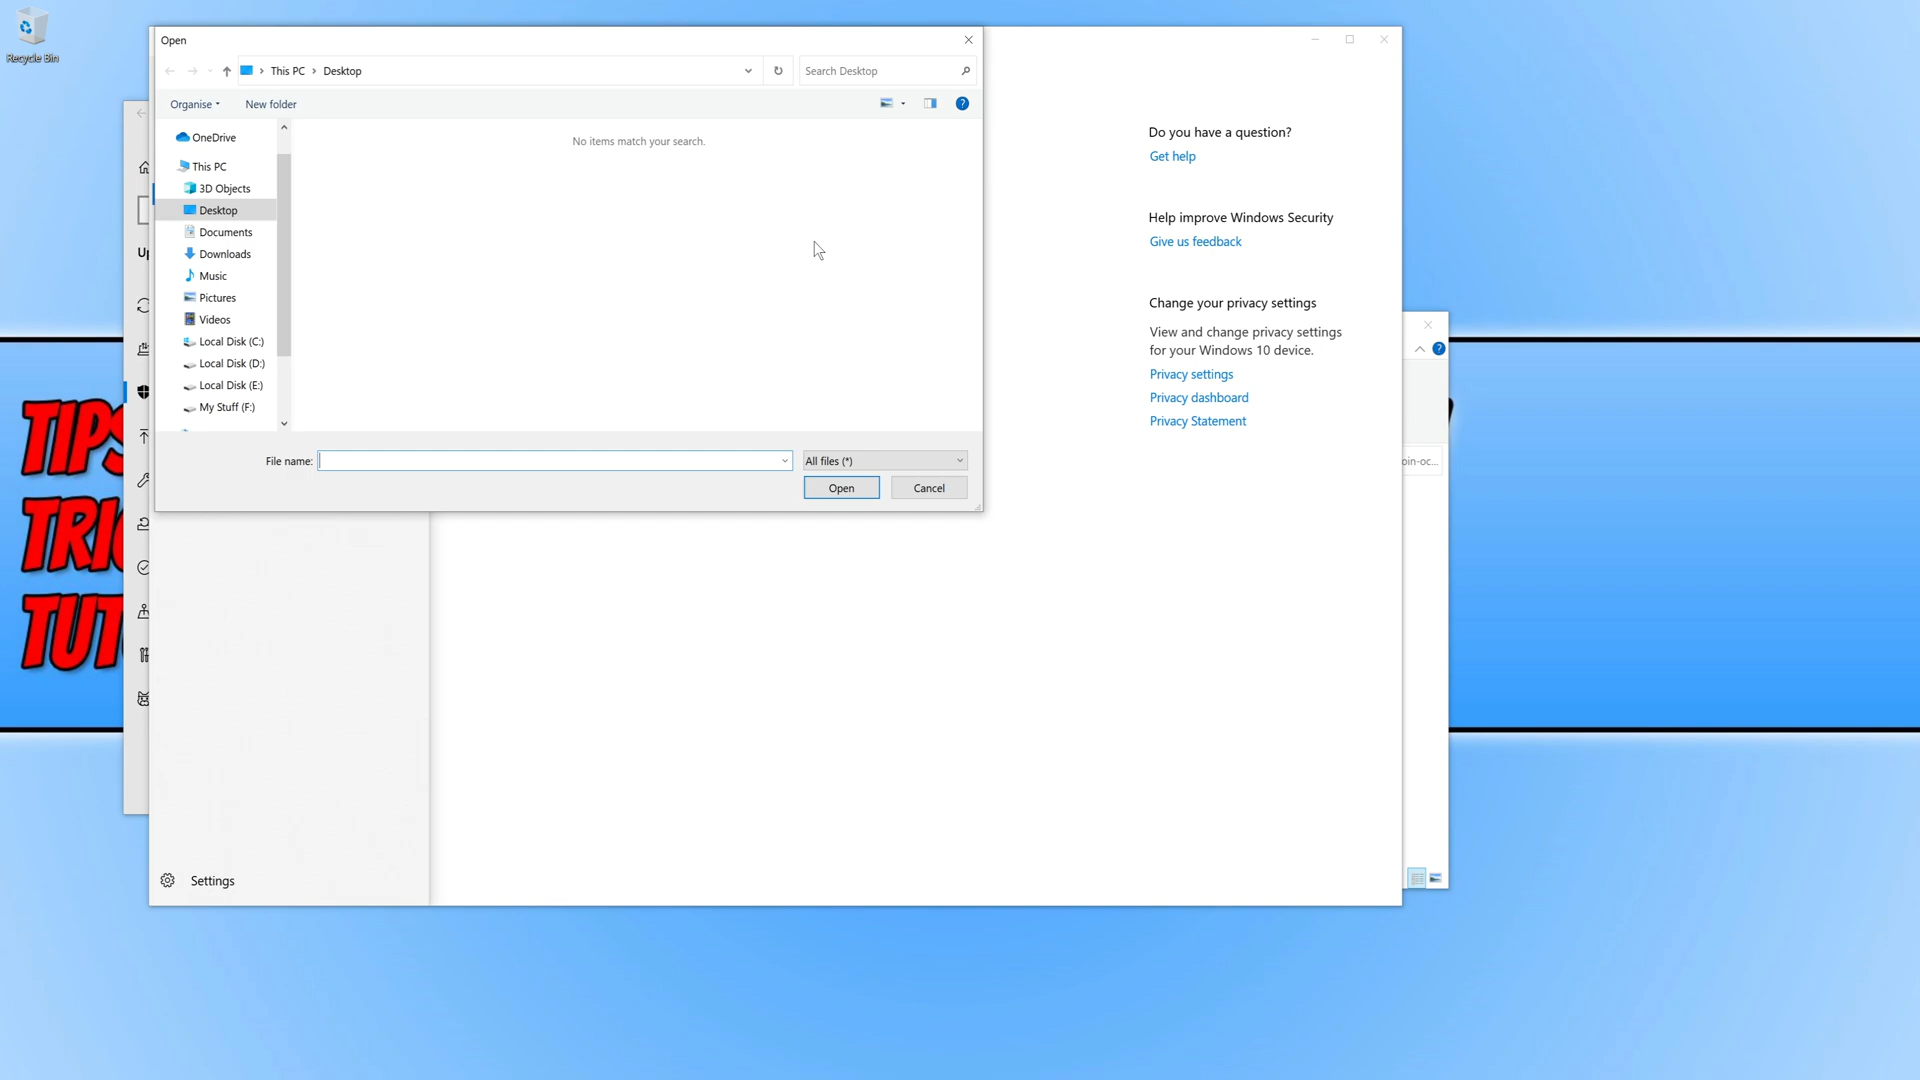 Recycle Bin
Open
This PC
Desktop
Search Desktop
Organise
New folder
No items match your search.
OneDrive
This PC
3D Objects
Desktop
Documents
Downloads
Music
Pictures
Videos
Local Disk (C:)
Local Disk (D:)
Local Disk (E:)
My Stuff (F:)
File name:
All files (*)
Open
Cancel
Up
Settings
Do you have a question?
Get help
Help improve Windows Security
Give us feedback
Change your privacy settings
View and change privacy settings
for your Windows 10 device.
Privacy settings
Privacy dashboard
Privacy Statement
oin-oc...
TIPS
TRIC
TUT